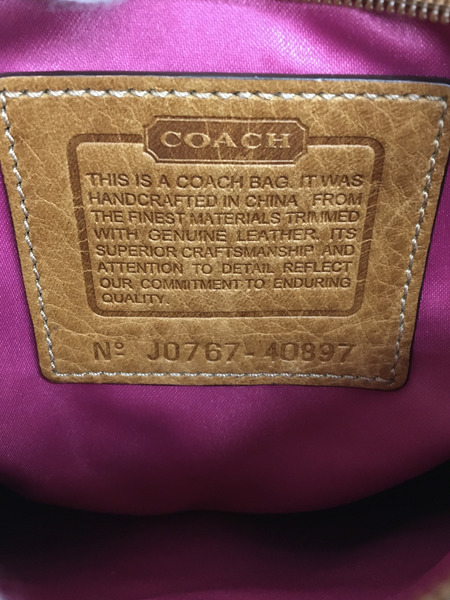 COACH
THIS IS A COACH BAG. IT WAS
HANDCRAFTED IN CHINA FROM
THE FINEST MATERIALS TRIMMED
WITH GENUINE LEATHER. ITS
SUPERIOR CRAFTSMANSHIP AND
ATTENTION TO DETAIL REFLECT
OUR COMMITMENT TO ENDURING
QUALITY.
Nº J0767-40897